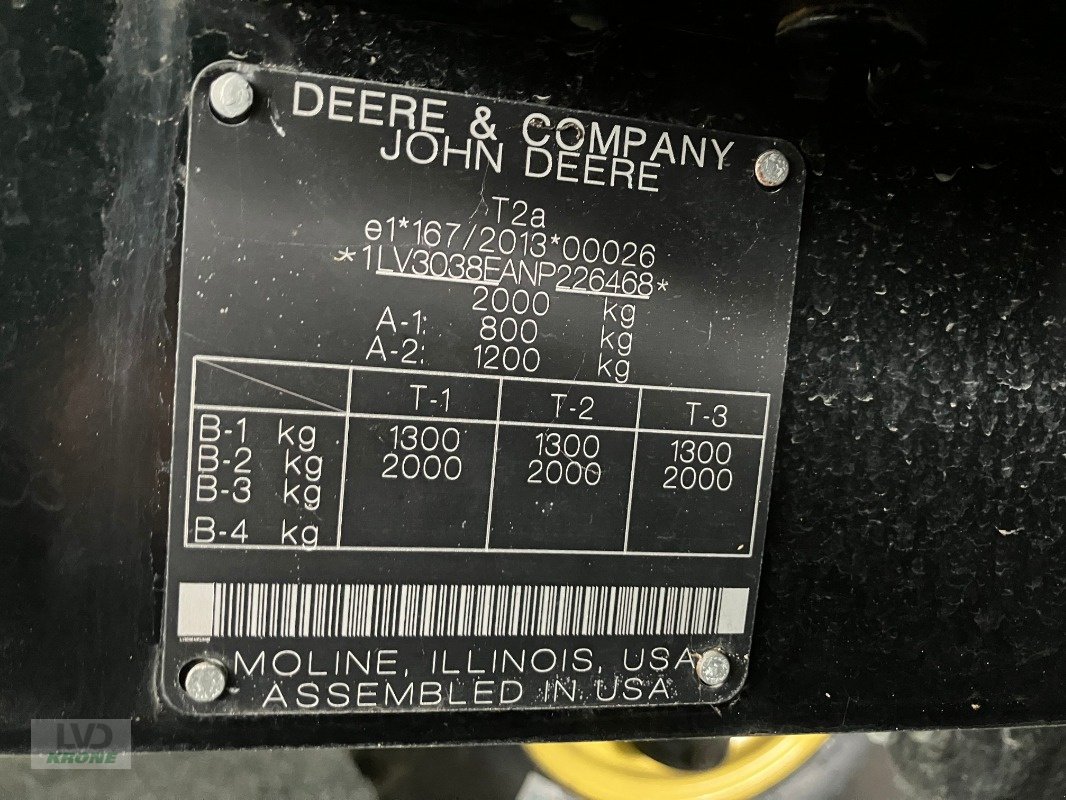 DEERE & COMPANY
JOHN DEERE
T2a
e1*167/2013*00026
*1LV3038EANP226468*
2000 kg
A-1: 800 kg
A-2: 1200 kg
T-1 T-2 T-3
B-1 kg 1300 1300 1300
B-2 kg 2000 2000 2000
B-3 kg
B-4 kg
MOLINE, ILLINOIS, USA
ASSEMBLED IN USA
LVD
KRONE